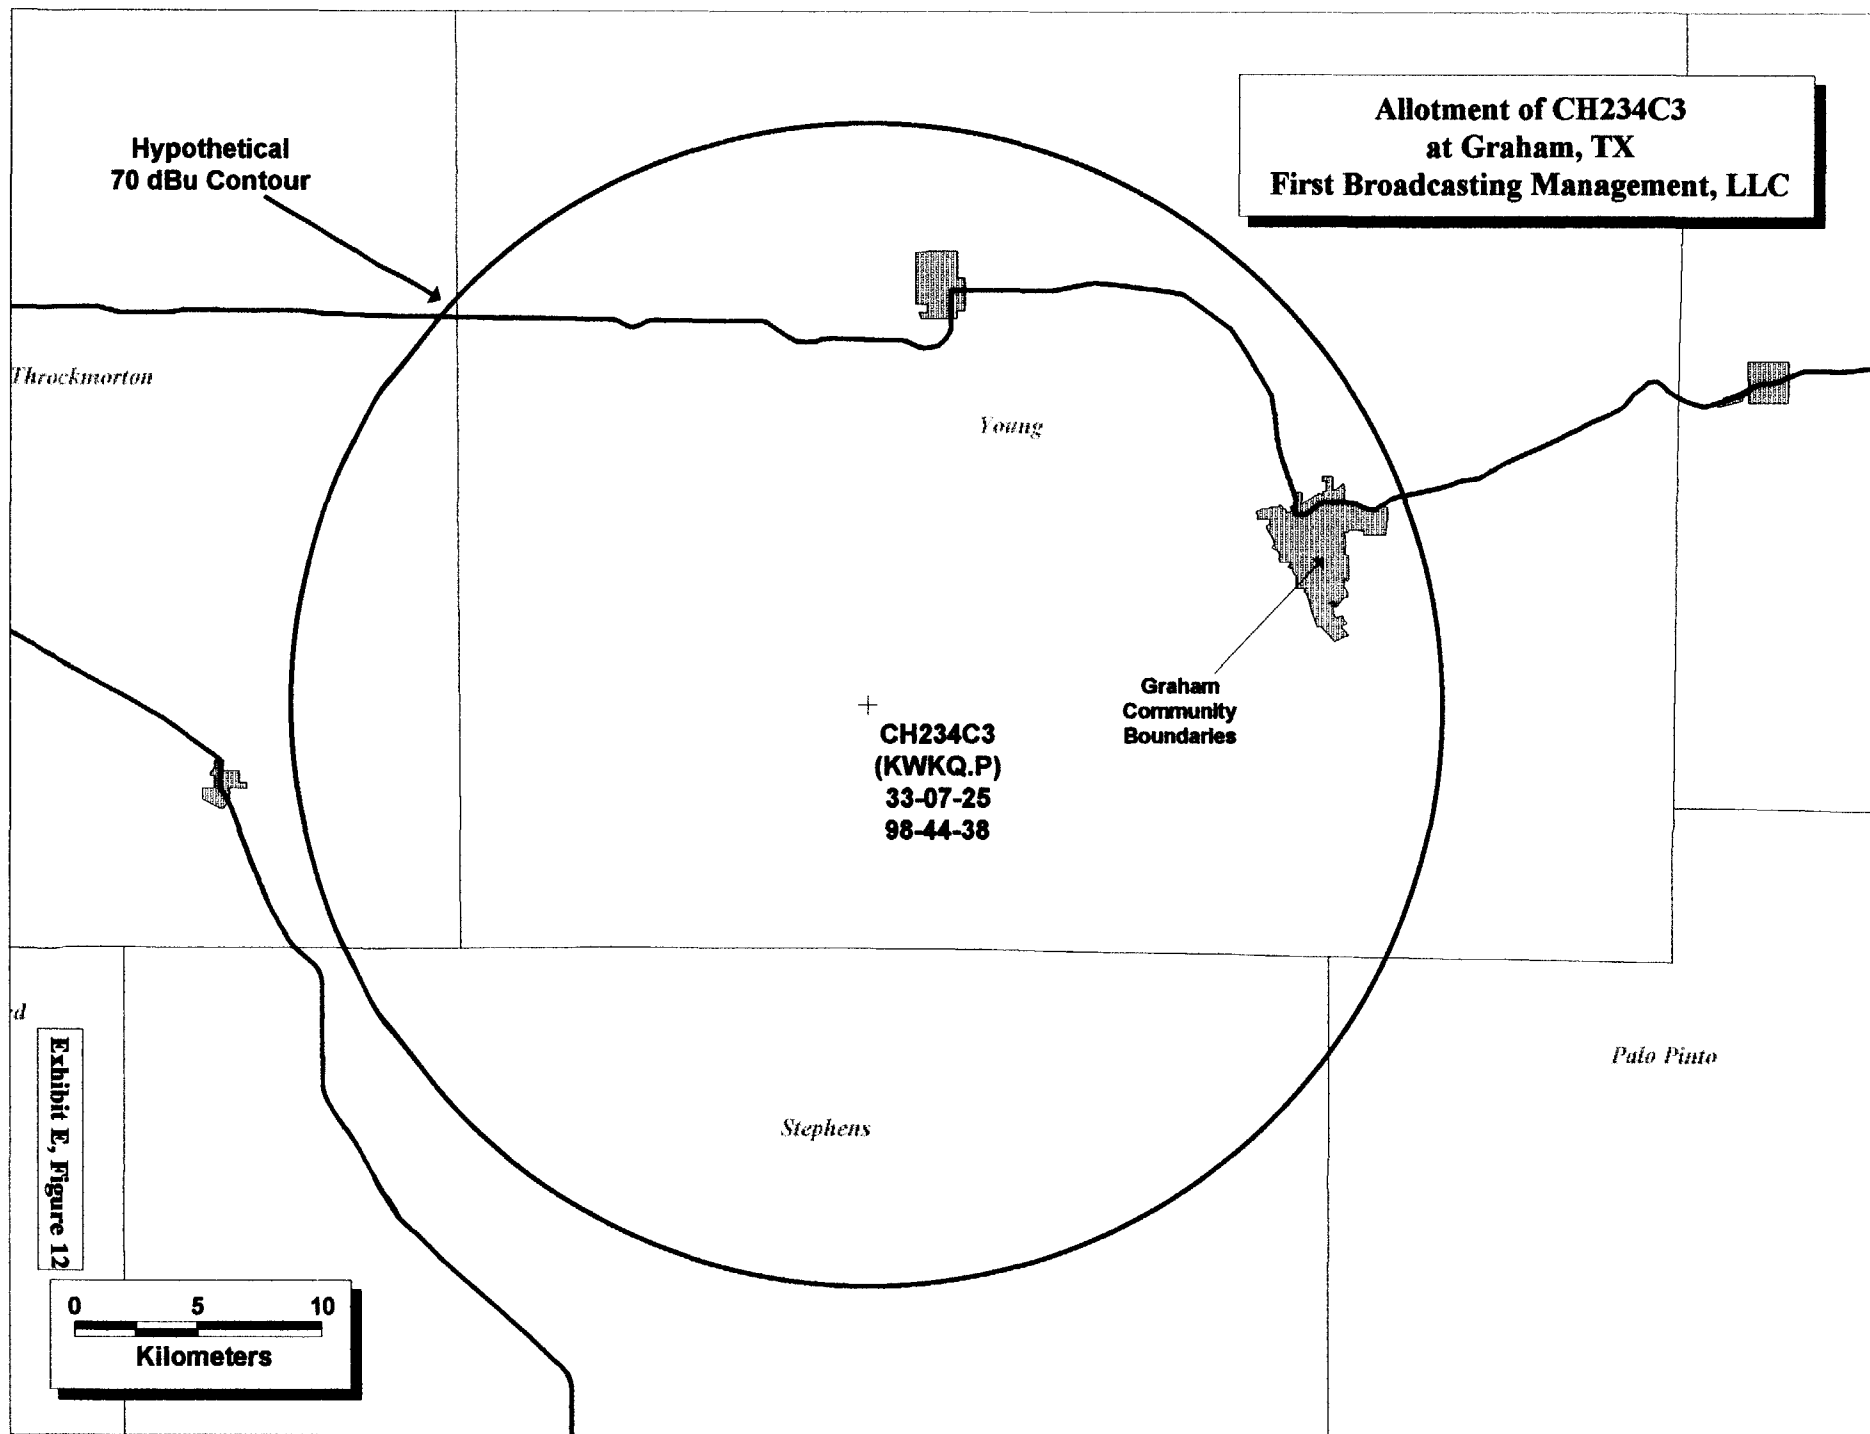 Allotment of CH234C3
at Graham, TX
First Broadcasting Management, LLC
Hypothetical
70 dBu Contour
Throckmorton
Young
Graham
Community
Boundaries
CH234C3
(KWKQ.P)
33-07-25
98-44-38
Palo Pinto
Stephens
Exhibit E, Figure 12
0 5 10
Kilometers